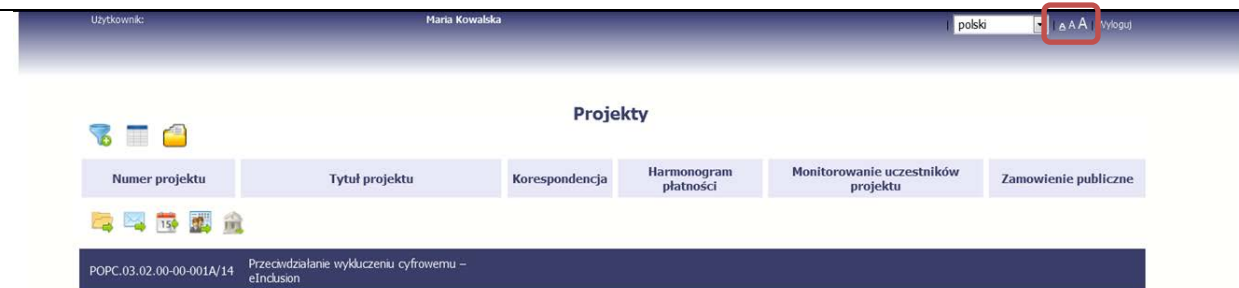 Użytkownik: Maria Kowalska | polski | A A A | Wyloguj
Projekty
Numer projektu Tytuł projektu Korespondencja Harmonogram płatności Monitorowanie uczestników projektu Zamowienie publiczne
15
POPC.03.02.00-00-001A/14 Przeciwdziałanie wykluczeniu cyfrowemu –
eInclusion